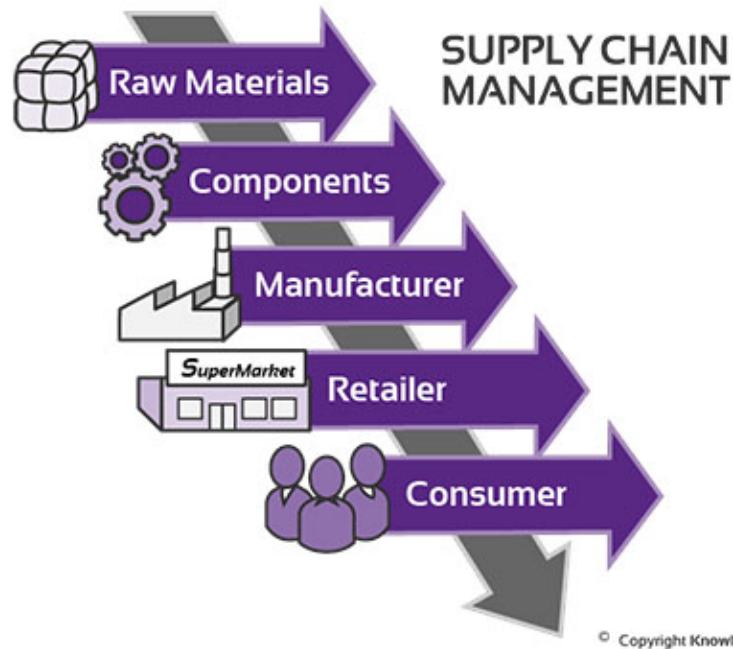 SUPPLY CHAIN
MANAGEMENT
Raw Materials
Components
Manufacturer
SuperMarket
Retailer
Consumer
© Copyright